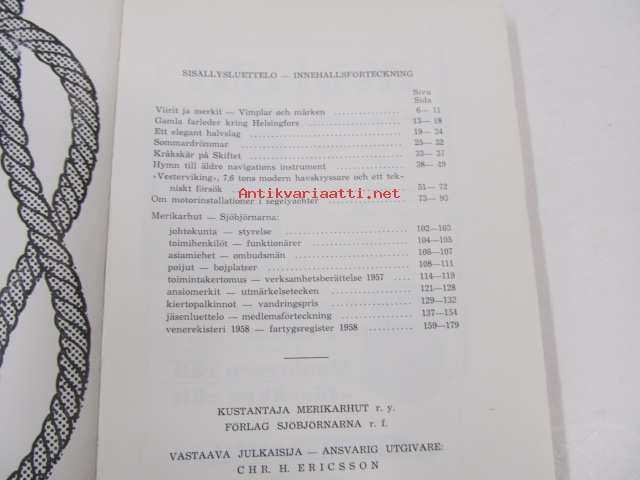 SISÄLLYSLUETTELO — INNEHÅLLSFÖRTECKNING
Sivu
Sida
Viirit ja merkit — Vimplar och märken 6— 11
Gamla farleder kring Helsingfors 13— 18
Ett elegant halvslag 19— 24
Sommardrömmar 25— 32
Kråkskär på Skiftet 33— 37
Hymn till äldre navigations instrument 38— 49
»Vesterviking», 7,6 tons modern havskryssare och ett tek-
niskt försök 51— 72
Om motorinstallationer i segelyachter 73— 93
Merikarhut — Sjöbjörnarna:
johtokunta — styrelse 102—103
toimihenkilöt — funktionärer 104—105
asiamiehet — ombudsmän 106—107
poijut — bojplatser 108—111
toimintakertomus — verksamhetsberättelse 1957 114—119
ansiomerkit — utmärkelsetecken 121—128
kiertopalkinnot — vandringspris 129—132
jäsenluettelo — medlemsförteckning 137—154
venerekisteri 1958 — fartygsregister 1958 159—179
KUSTANTAJA MERIKARHUT r. y.
FÖRLAG SJÖBJÖRNARNA r. f.
VASTAAVA JULKAISIJA — ANSVARIG UTGIVARE:
CHR. H. ERICSSON
Antikvariaatti.net